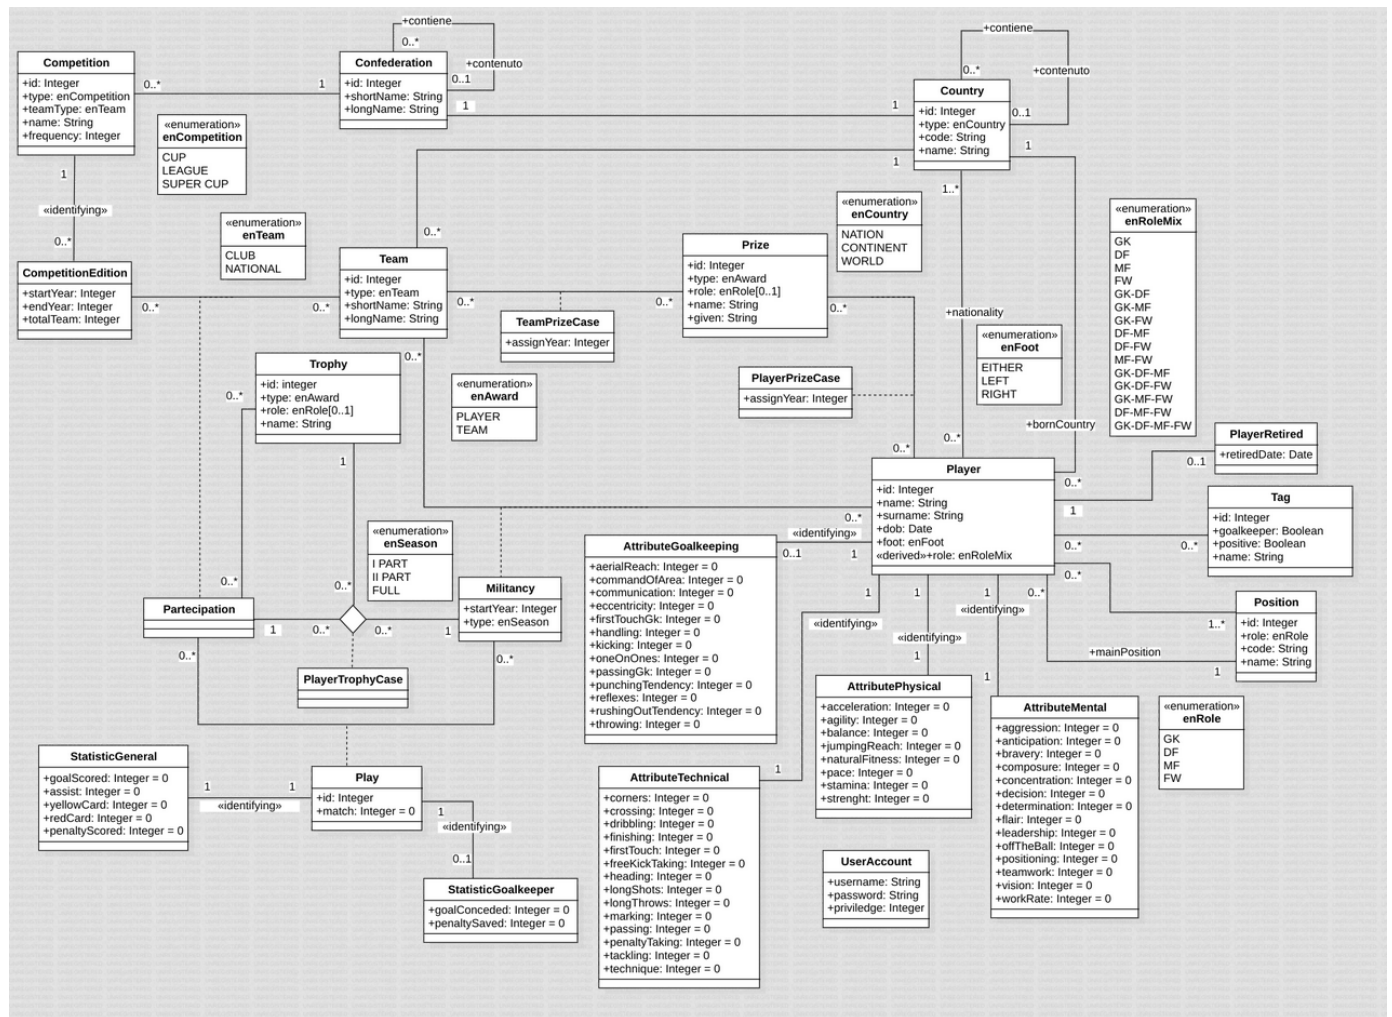 +contiene
0..*
+contenuto
0..1
Competition
+id: Integer
+type: enCompetition
+teamType: enTeam
+name: String
+frequency: Integer
0..*
1
Confederation
+id: Integer
+shortName: String
+longName: String
1
1
+contiene
0..*
+contenuto
0..1
Country
+id: Integer
+type: enCountry
+code: String
+name: String
1
1
1..*
«enumeration»
enCompetition
CUP
LEAGUE
SUPER CUP
1
«identifying»
0..*
«enumeration»
enTeam
CLUB
NATIONAL
CompetitionEdition
+startYear: Integer
+endYear: Integer
+totalTeam: Integer
0..*
0..*
0..*
Team
+id: Integer
+type: enTeam
+shortName: String
+longName: String
0..*
0..*
0..*
Prize
+id: Integer
+type: enAward
+role: enRole[0..1]
+name: String
+given: String
0..*
«enumeration»
enCountry
NATION
CONTINENT
WORLD
«enumeration»
enRoleMix
GK
DF
MF
FW
GK-DF
GK-MF
GK-FW
DF-MF
DF-FW
MF-FW
GK-DF-MF
GK-DF-FW
GK-MF-FW
DF-MF-FW
GK-DF-MF-FW
TeamPrizeCase
+assignYear: Integer
+nationality
«enumeration»
enFoot
EITHER
LEFT
RIGHT
Trophy
+id: integer
+type: enAward
+role: enRole[0..1]
+name: String
0..*
1
«enumeration»
enAward
PLAYER
TEAM
PlayerPrizeCase
+assignYear: Integer
+bornCountry
0..*
0..*
PlayerRetired
+retiredDate: Date
0..1
Player
+id: Integer
+name: String
+surname: String
+dob: Date
+foot: enFoot
«derived»+role: enRoleMix
0..*
1
0..*
0..*
0..*
Tag
+id: Integer
+goalkeeper: Boolean
+positive: Boolean
+name: String
0..*
«identifying»
0..1
1
«enumeration»
enSeason
I PART
II PART
FULL
AttributeGoalkeeping
+aerialReach: Integer = 0
+commandOfArea: Integer = 0
+communication: Integer = 0
+eccentricity: Integer = 0
+firstTouchGk: Integer = 0
+handling: Integer = 0
+kicking: Integer = 0
+oneOnOnes: Integer = 0
+passingGk: Integer = 0
+punchingTendency: Integer = 0
+reflexes: Integer = 0
+rushingOutTendency: Integer = 0
+throwing: Integer = 0
0..*
0..*
Partecipation
1
0..*
0..*
1
Militancy
+startYear: Integer
+type: enSeason
0..*
0..*
PlayerTrophyCase
1
1
1
0..*
«identifying»
«identifying»
«identifying»
1
1
1..*
+mainPosition
1
Position
+id: Integer
+role: enRole
+code: String
+name: String
AttributePhysical
+acceleration: Integer = 0
+agility: Integer = 0
+balance: Integer = 0
+jumpingReach: Integer = 0
+naturalFitness: Integer = 0
+pace: Integer = 0
+stamina: Integer = 0
+strenght: Integer = 0
AttributeMental
+aggression: Integer = 0
+anticipation: Integer = 0
+bravery: Integer = 0
+composure: Integer = 0
+concentration: Integer = 0
+decision: Integer = 0
+determination: Integer = 0
+flair: Integer = 0
+leadership: Integer = 0
+offTheBall: Integer = 0
+positioning: Integer = 0
+teamwork: Integer = 0
+vision: Integer = 0
+workRate: Integer = 0
«enumeration»
enRole
GK
DF
MF
FW
StatisticGeneral
+goalScored: Integer = 0
+assist: Integer = 0
+yellowCard: Integer = 0
+redCard: Integer = 0
+penaltyScored: Integer = 0
1
1
«identifying»
Play
+id: Integer
+match: Integer = 0
1
«identifying»
0..1
StatisticGoalkeeper
+goalConceded: Integer = 0
+penaltySaved: Integer = 0
1
AttributeTechnical
+corners: Integer = 0
+crossing: Integer = 0
+dribbling: Integer = 0
+finishing: Integer = 0
+firstTouch: Integer = 0
+freeKickTaking: Integer = 0
+heading: Integer = 0
+longShots: Integer = 0
+longThrows: Integer = 0
+marking: Integer = 0
+passing: Integer = 0
+penaltyTaking: Integer = 0
+tackling: Integer = 0
+technique: Integer = 0
UserAccount
+username: String
+password: String
+priviledge: Integer